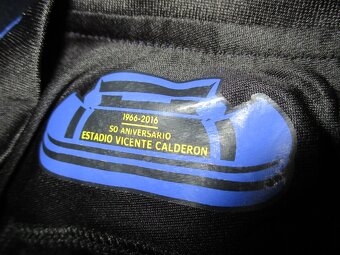 1966-2016
50 ANIVERSARIO
ESTADIO VICENTE CALDERON